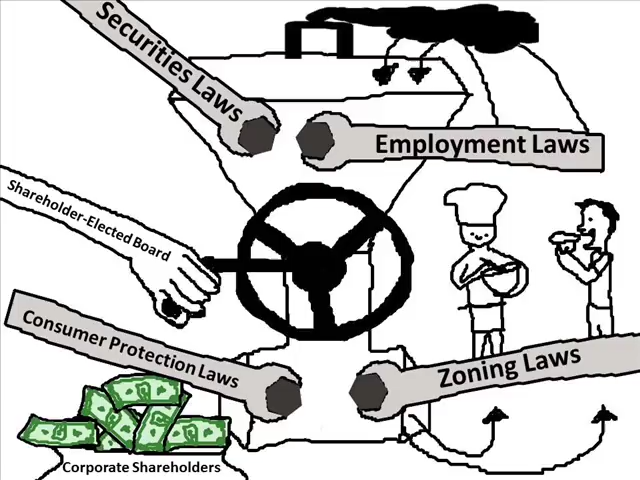 Securities Laws
Employment Laws
Shareholder-Elected Board
Consumer Protection Laws
Zoning Laws
Corporate Shareholders